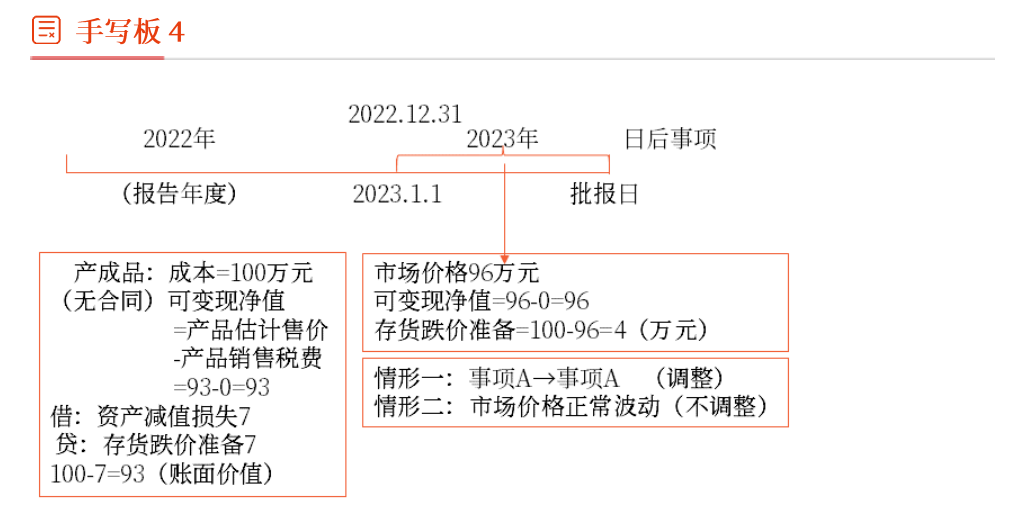 手写板 4
2022.12.31
2022年 2023年 日后事项
（报告年度） 2023.1.1 批报日
产成品：成本=100万元
（无合同）可变现净值
=产品估计售价
-产品销售税费
=93-0=93
借：资产减值损失7
贷：存货跌价准备7
100-7=93（账面价值）
市场价格96万元
可变现净值=96-0=96
存货跌价准备=100-96=4（万元）
情形一：事项A→事项A （调整）
情形二：市场价格正常波动（不调整）